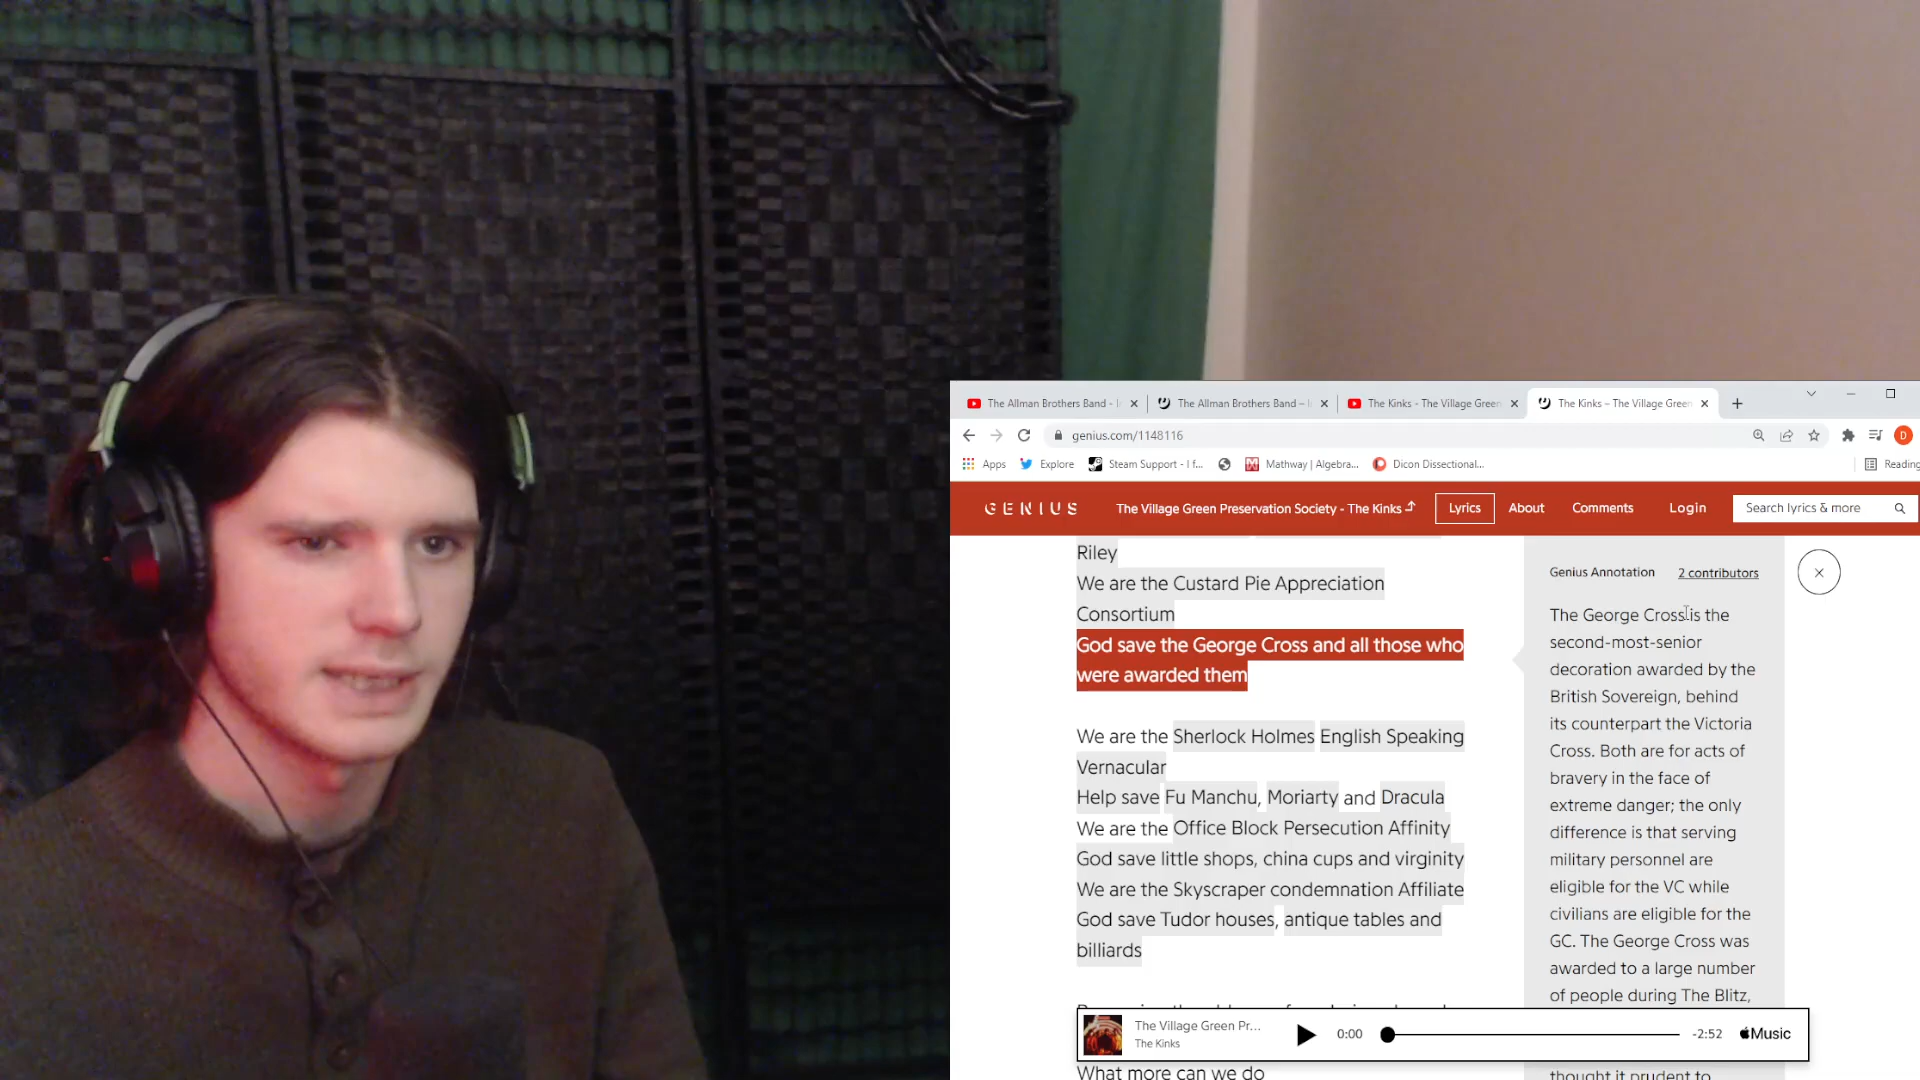 The Allman Brothers Band - I
The Allman Brothers Band – I
The Kinks - The Village Green
The Kinks – The Village Green
genius.com/1148116
D
Apps
Explore
Steam Support - I f...
Mathway | Algebra...
Dicon Dissectional...
Reading
GENIUS
The Village Green Preservation Society - The Kinks
Lyrics
About
Comments
Login
Search lyrics & more
Riley
We are the Custard Pie Appreciation
Consortium
God save the George Cross and all those who
were awarded them
We are the Sherlock Holmes English Speaking
Vernacular
Help save Fu Manchu, Moriarty and Dracula
We are the Office Block Persecution Affinity
God save little shops, china cups and virginity
We are the Skyscraper condemnation Affiliate
God save Tudor houses, antique tables and
billiards
What more can we do
Genius Annotation
2 contributors
The George Cross is the
second-most-senior
decoration awarded by the
British Sovereign, behind
its counterpart the Victoria
Cross. Both are for acts of
bravery in the face of
extreme danger; the only
difference is that serving
military personnel are
eligible for the VC while
civilians are eligible for the
GC. The George Cross was
awarded to a large number
of people during The Blitz,
thought it prudent to
The Village Green Pr...
The Kinks
0:00
-2:52
Music